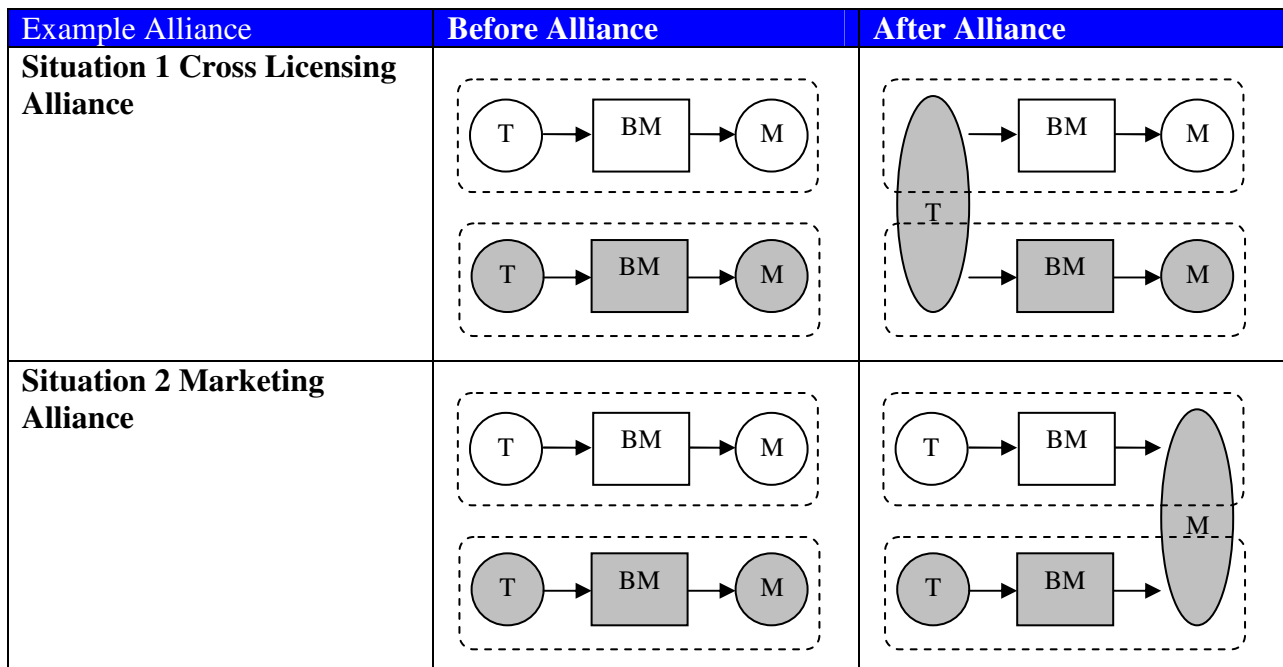 Example Alliance Before Alliance After Alliance
Situation 1 Cross Licensing
Alliance
T BM M
T BM M
T BM M
BM M
Situation 2 Marketing
Alliance
T BM M
T BM M
T BM M
T BM